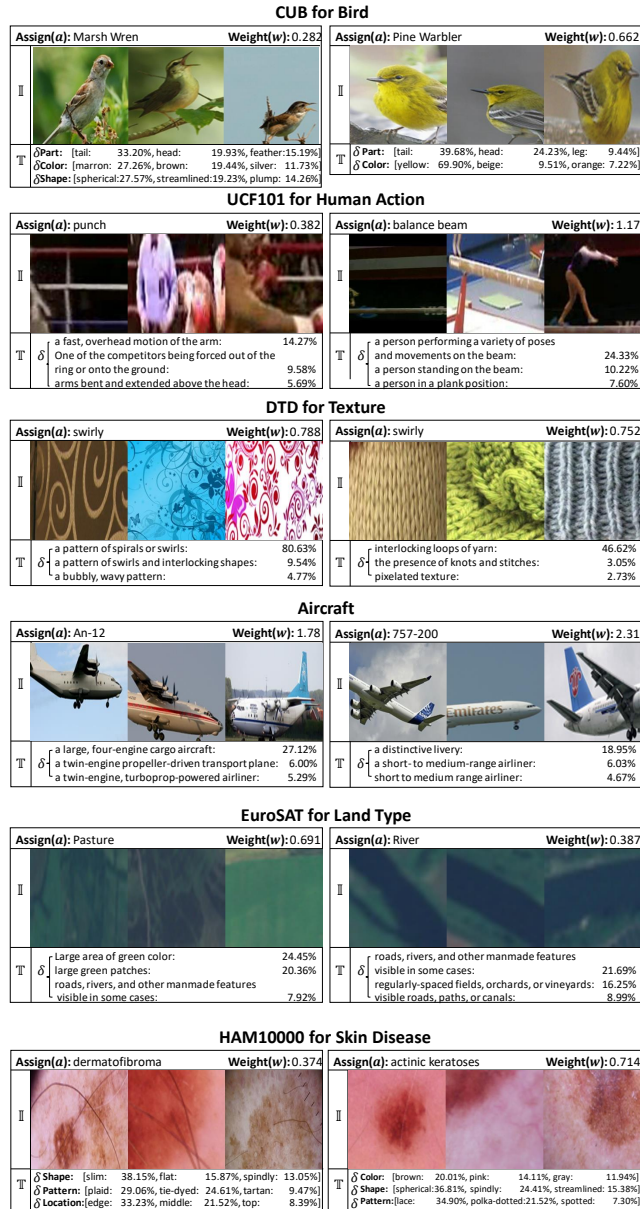 CUB for Bird
Assign(a): Marsh Wren Weight(w): 0.282
𝕀
𝕋 δPart: [tail: 33.20%, head: 19.93%, feather:15.19%]
δColor: [marron: 27.26%, brown: 19.44%, silver: 11.73%]
δShape: [spherical:27.57%, streamlined:19.23%, plump: 14.26%]
Assign(a): Pine Warbler Weight(w): 0.662
𝕀
𝕋 δ Part: [tail: 39.68%, head: 24.23%, leg: 9.44%]
δ Color: [yellow: 69.90%, beige: 9.51%, orange: 7.22%]
UCF101 for Human Action
Assign(a): punch Weight(w): 0.382
𝕀
𝕋 δ a fast, overhead motion of the arm: 14.27%
One of the competitors being forced out of the
ring or onto the ground: 9.58%
arms bent and extended above the head: 5.69%
Assign(a): balance beam Weight(w): 1.17
𝕀
𝕋 δ a person performing a variety of poses
and movements on the beam: 24.33%
a person standing on the beam: 10.22%
a person in a plank position: 7.60%
DTD for Texture
Assign(a): swirly Weight(w): 0.788
𝕀
𝕋 δ a pattern of spirals or swirls: 80.63%
a pattern of swirls and interlocking shapes: 9.54%
a bubbly, wavy pattern: 4.77%
Assign(a): swirly Weight(w): 0.752
𝕀
𝕋 δ interlocking loops of yarn: 46.62%
the presence of knots and stitches: 3.05%
pixelated texture: 2.73%
Aircraft
Assign(a): An-12 Weight(w): 1.78
𝕀
𝕋 δ a large, four-engine cargo aircraft: 27.12%
a twin-engine propeller-driven transport plane: 6.00%
a twin-engine, turboprop-powered airliner: 5.29%
Assign(a): 757-200 Weight(w): 2.31
𝕀
Emirates
𝕋 δ a distinctive livery: 18.95%
a short- to medium-range airliner: 6.03%
short to medium range airliner: 4.67%
EuroSAT for Land Type
Assign(a): Pasture Weight(w): 0.691
𝕀
𝕋 δ Large area of green color: 24.45%
large green patches: 20.36%
roads, rivers, and other manmade features
visible in some cases: 7.92%
Assign(a): River Weight(w): 0.387
𝕀
𝕋 δ roads, rivers, and other manmade features
visible in some cases: 21.69%
regularly-spaced fields, orchards, or vineyards: 16.25%
visible roads, paths, or canals: 8.99%
HAM10000 for Skin Disease
Assign(a): dermatofibroma Weight(w): 0.374
𝕀
𝕋 δ Shape: [slim: 38.15%, flat: 15.87%, spindly: 13.05%]
δ Pattern: [plaid: 29.06%, tie-dyed: 24.61%, tartan: 9.47%]
δ Location:[edge: 33.23%, middle: 21.52%, top: 8.39%]
Assign(a): actinic keratoses Weight(w): 0.714
𝕀
𝕋 δ Color: [brown: 20.01%, pink: 14.11%, gray: 11.94%]
δ Shape: [spherical:36.81%, spindly: 24.41%, streamlined: 15.38%]
δ Pattern:[lace: 34.90%, polka-dotted:21.52%, spotted: 7.30%]